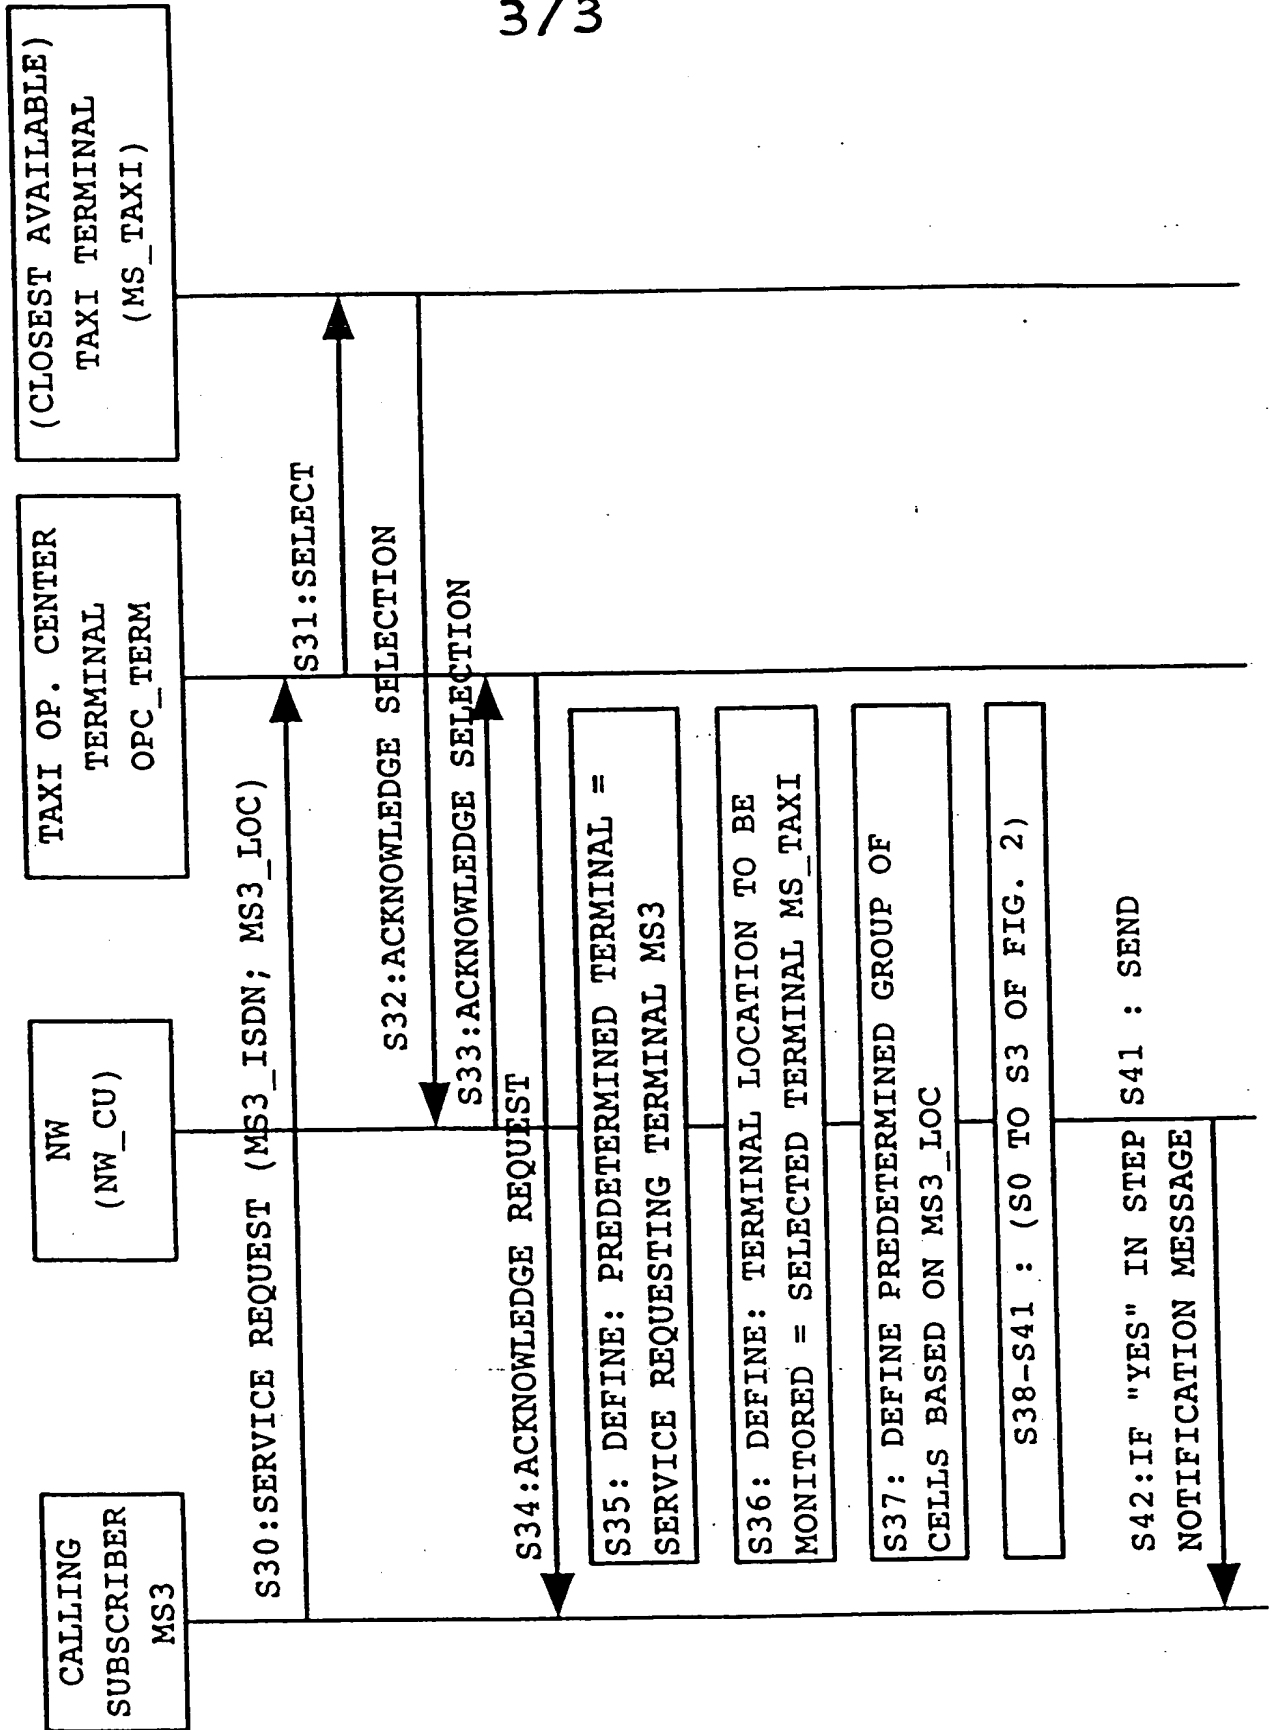 3/3
CALLING
SUBSCRIBER
MS3
NW
(NW_CU)
TAXI OP. CENTER
TERMINAL
OPC_TERM
(CLOSEST AVAILABLE)
TAXI TERMINAL
(MS_TAXI)
S30:SERVICE REQUEST (MS3_ISDN; MS3_LOC)
S31:SELECT
S32:ACKNOWLEDGE SELECTION
S33:ACKNOWLEDGE SELECTION
S34:ACKNOWLEDGE REQUEST
S35: DEFINE: PREDETERMINED TERMINAL =
SERVICE REQUESTING TERMINAL MS3
S36: DEFINE: TERMINAL LOCATION TO BE
MONITORED = SELECTED TERMINAL MS_TAXI
S37: DEFINE PREDETERMINED GROUP OF
CELLS BASED ON MS3_LOC
S38-S41 : (S0 TO S3 OF FIG. 2)
S42:IF "YES" IN STEP S41 : SEND
NOTIFICATION MESSAGE